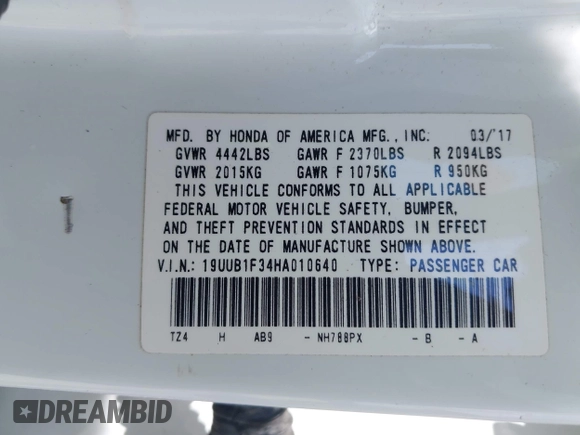 MFD. BY HONDA OF AMERICA MFG., INC. 03/'17
GVWR 4442LBS GAWR F 2370LBS R 2094LBS
GVWR 2015KG GAWR F 1075KG R 950KG
THIS VEHICLE CONFORMS TO ALL APPLICABLE
FEDERAL MOTOR VEHICLE SAFETY, BUMPER,
AND THEFT PREVENTION STANDARDS IN EFFECT
ON THE DATE OF MANUFACTURE SHOWN ABOVE.
V.I.N.: 19UUB1F34HA010640 TYPE: PASSENGER CAR
TZ4 H AB9 - NH788PX - B - A
DREAMBID